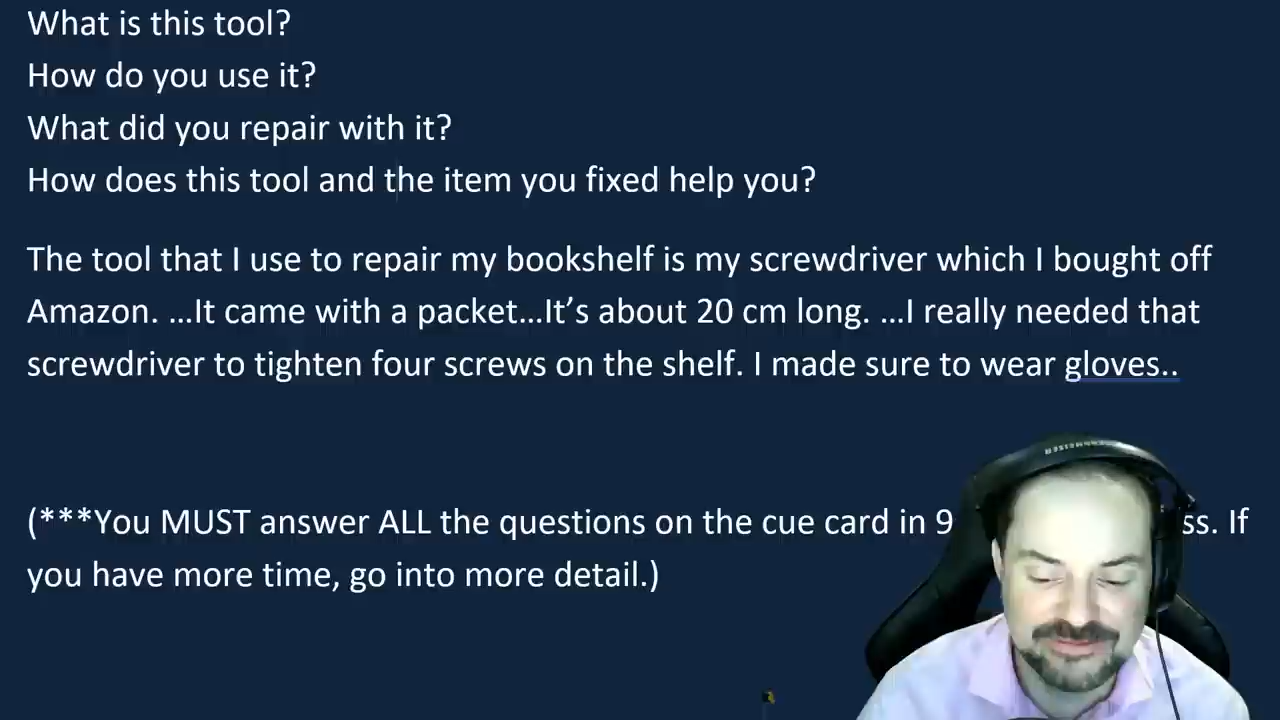 What is this tool?
How do you use it?
What did you repair with it?
How does this tool and the item you fixed help you?
The tool that I use to repair my bookshelf is my screwdriver which I bought off
Amazon. …It came with a packet…It’s about 20 cm long. …I really needed that
screwdriver to tighten four screws on the shelf. I made sure to wear gloves..
(***You MUST answer ALL the questions on the cue card in 9 ss. If
you have more time, go into more detail.)